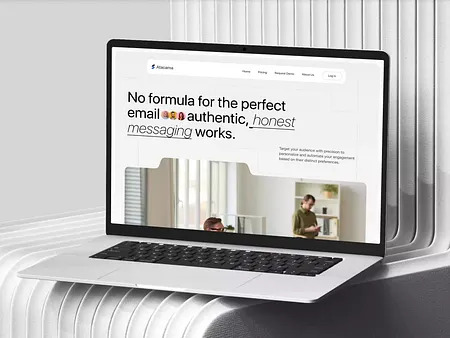 Atacama
Home Pricing Request Demo About Us Log in
No formula for the perfect
email authentic, honest
messaging works.
Target your audience with precision to
personalize and automate your engagement
based on their distinct preferences.